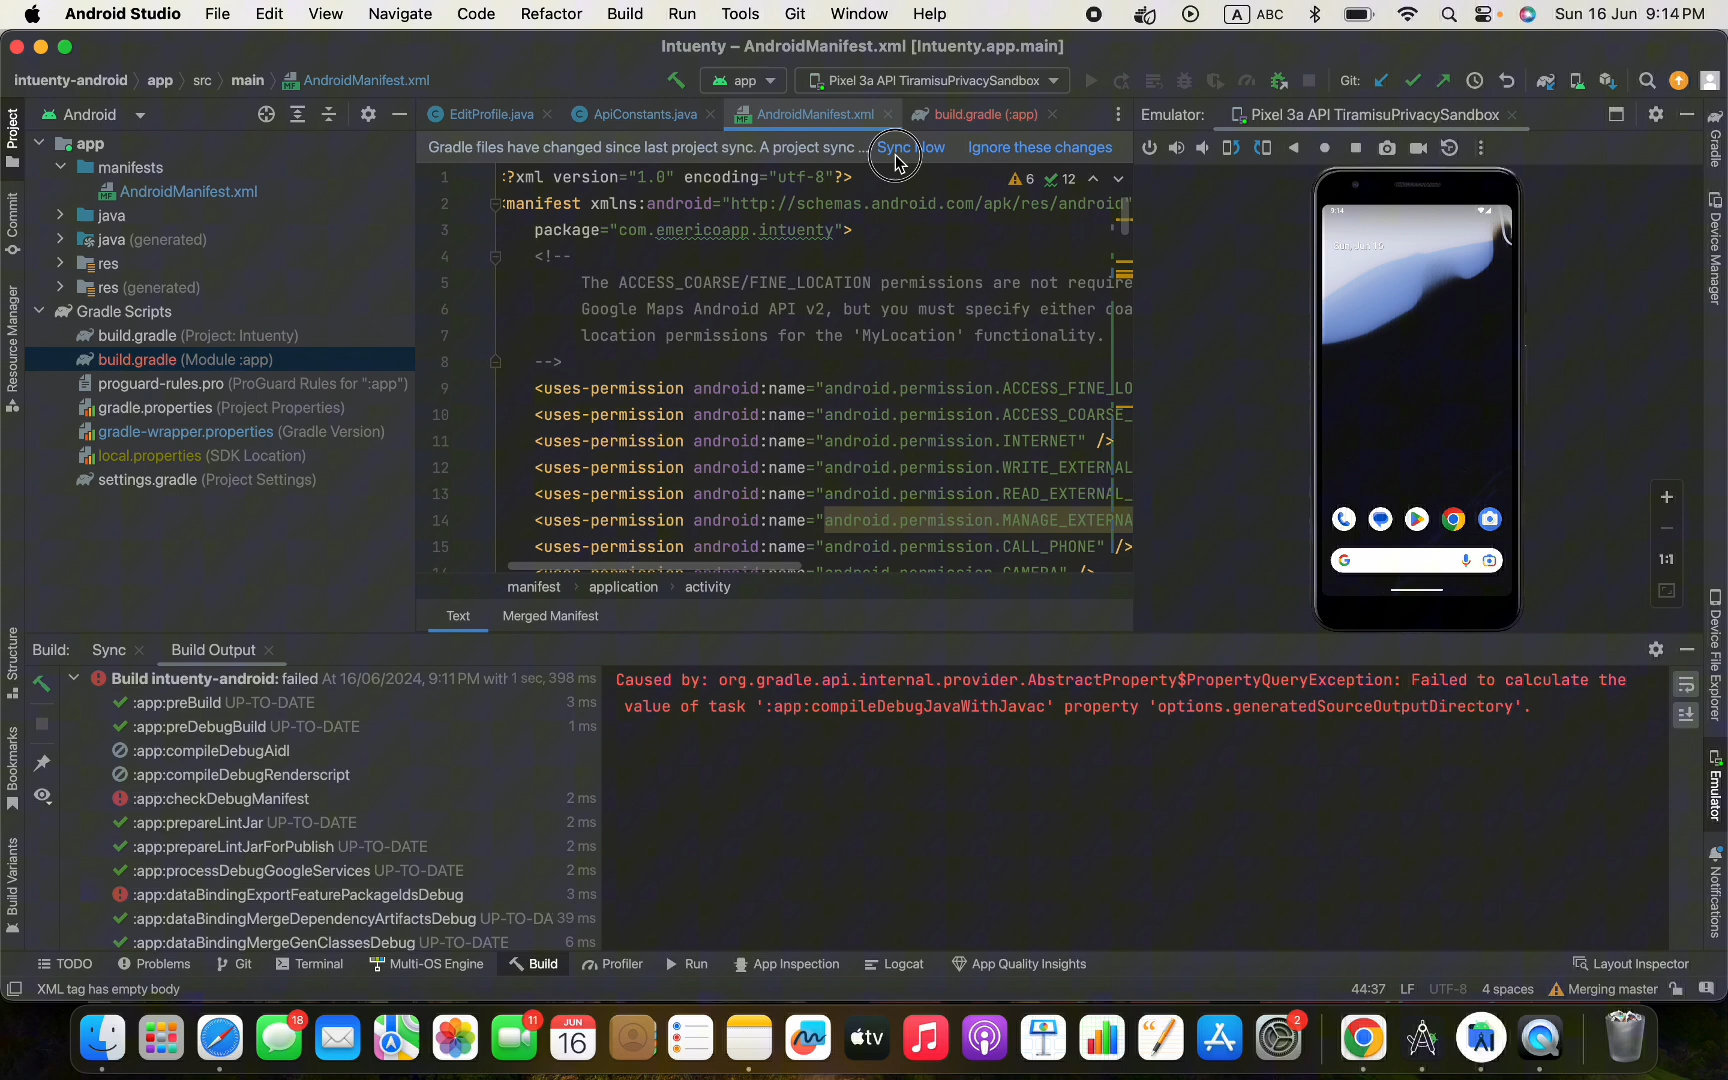 Android Studio File Edit View Navigate Code Refactor Build Run Tools Git Window Help A ABC Sun 16 Jun 9:14 PM
Intuenty – AndroidManifest.xml [Intuenty.app.main]
intuenty-android app src main AndroidManifest.xml app Pixel 3a API TiramisuPrivacySandbox Git:
Project Android EditProfile.java ApiConstants.java AndroidManifest.xml build.gradle (:app) Emulator: Pixel 3a API TiramisuPrivacySandbox
Gradle files have changed since last project sync. A project sync ... Sync Now Ignore these changes
app
manifests
AndroidManifest.xml
java
java (generated)
res
res (generated)
Gradle Scripts
build.gradle (Project: Intuenty)
build.gradle (Module :app)
proguard-rules.pro (ProGuard Rules for ":app")
gradle.properties (Project Properties)
gradle-wrapper.properties (Gradle Version)
local.properties (SDK Location)
settings.gradle (Project Settings)
6 12
1 :?xml version="1.0" encoding="utf-8"?>
2 :manifest xmlns:android="http://schemas.android.com/apk/res/android"
3 package="com.emericoapp.intuenty">
4 <!--
5 The ACCESS_COARSE/FINE_LOCATION permissions are not require
6 Google Maps Android API v2, but you must specify either coa
7 location permissions for the 'MyLocation' functionality.
8 -->
9 <uses-permission android:name="android.permission.ACCESS_FINE_LO
10 <uses-permission android:name="android.permission.ACCESS_COARSE_
11 <uses-permission android:name="android.permission.INTERNET" />
12 <uses-permission android:name="android.permission.WRITE_EXTERNAL
13 <uses-permission android:name="android.permission.READ_EXTERNAL_
14 <uses-permission android:name="android.permission.MANAGE_EXTERNA
15 <uses-permission android:name="android.permission.CALL_PHONE" />
<uses-permission android:name="android.permission.CAMERA" />
manifest application activity
Text Merged Manifest
9:14
Sun, Jun 16
1:1
Commit
Resource Manager
Structure
Bookmarks
Build Variants
Gradle
Device Manager
Device File Explorer
Emulator
Notifications
Build: Sync Build Output
Build intuenty-android: failed At 16/06/2024, 9:11 PM with 1 sec, 398 ms
:app:preBuild UP-TO-DATE 3 ms
:app:preDebugBuild UP-TO-DATE 1 ms
:app:compileDebugAidl
:app:compileDebugRenderscript
:app:checkDebugManifest 2 ms
:app:prepareLintJar UP-TO-DATE 2 ms
:app:prepareLintJarForPublish UP-TO-DATE 2 ms
:app:processDebugGoogleServices UP-TO-DATE 2 ms
:app:dataBindingExportFeaturePackageIdsDebug 3 ms
:app:dataBindingMergeDependencyArtifactsDebug UP-TO-DA 39 ms
:app:dataBindingMergeGenClassesDebug UP-TO-DATE 6 ms
Caused by: org.gradle.api.internal.provider.AbstractProperty$PropertyQueryException: Failed to calculate the
value of task ':app:compileDebugJavaWithJavac' property 'options.generatedSourceOutputDirectory'.
TODO Problems Git Terminal Multi-OS Engine Build Profiler Run App Inspection Logcat App Quality Insights Layout Inspector
XML tag has empty body 44:37 LF UTF-8 4 spaces Merging master
18 11 JUN 16 tv 2